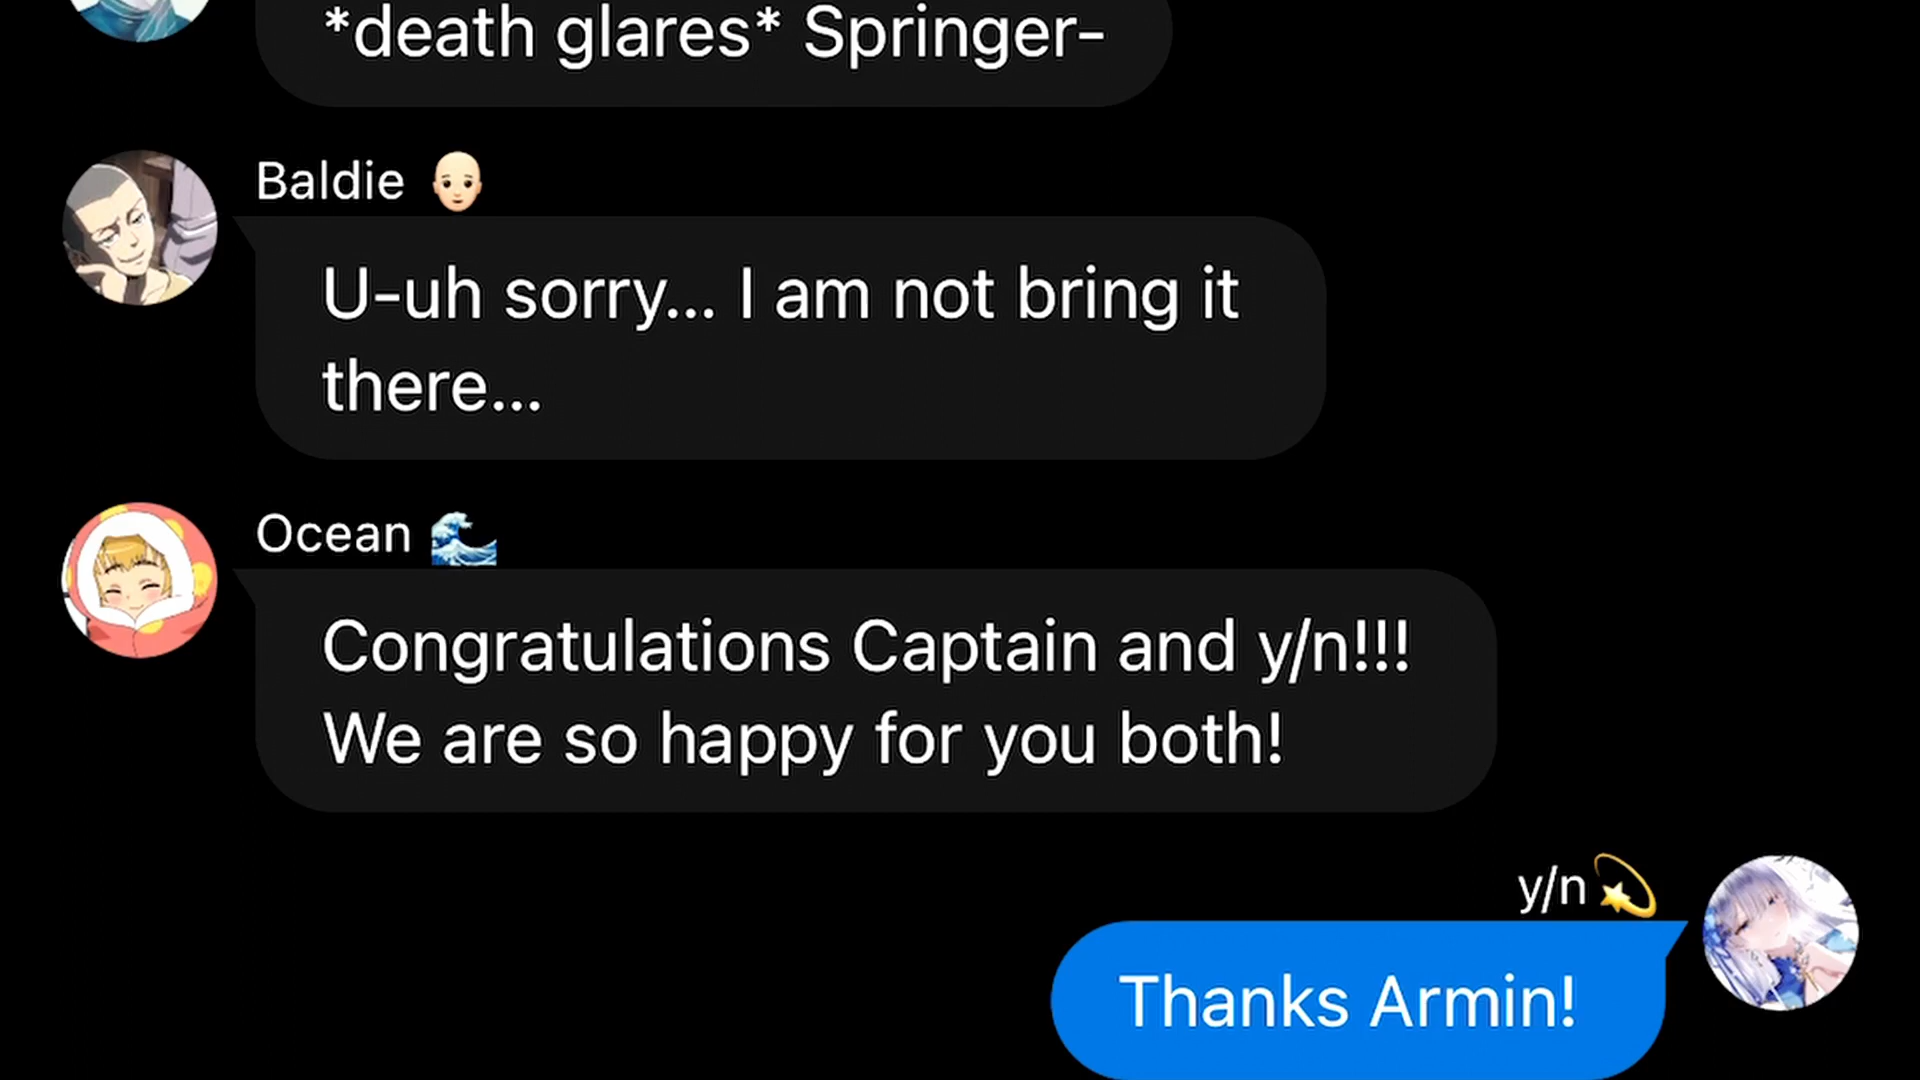 *death glares* Springer-
Baldie 👨🏻‍🦲
U-uh sorry... I am not bring it
there...
Ocean 🌊
Congratulations Captain and y/n!!!
We are so happy for you both!
y/n💫
Thanks Armin!